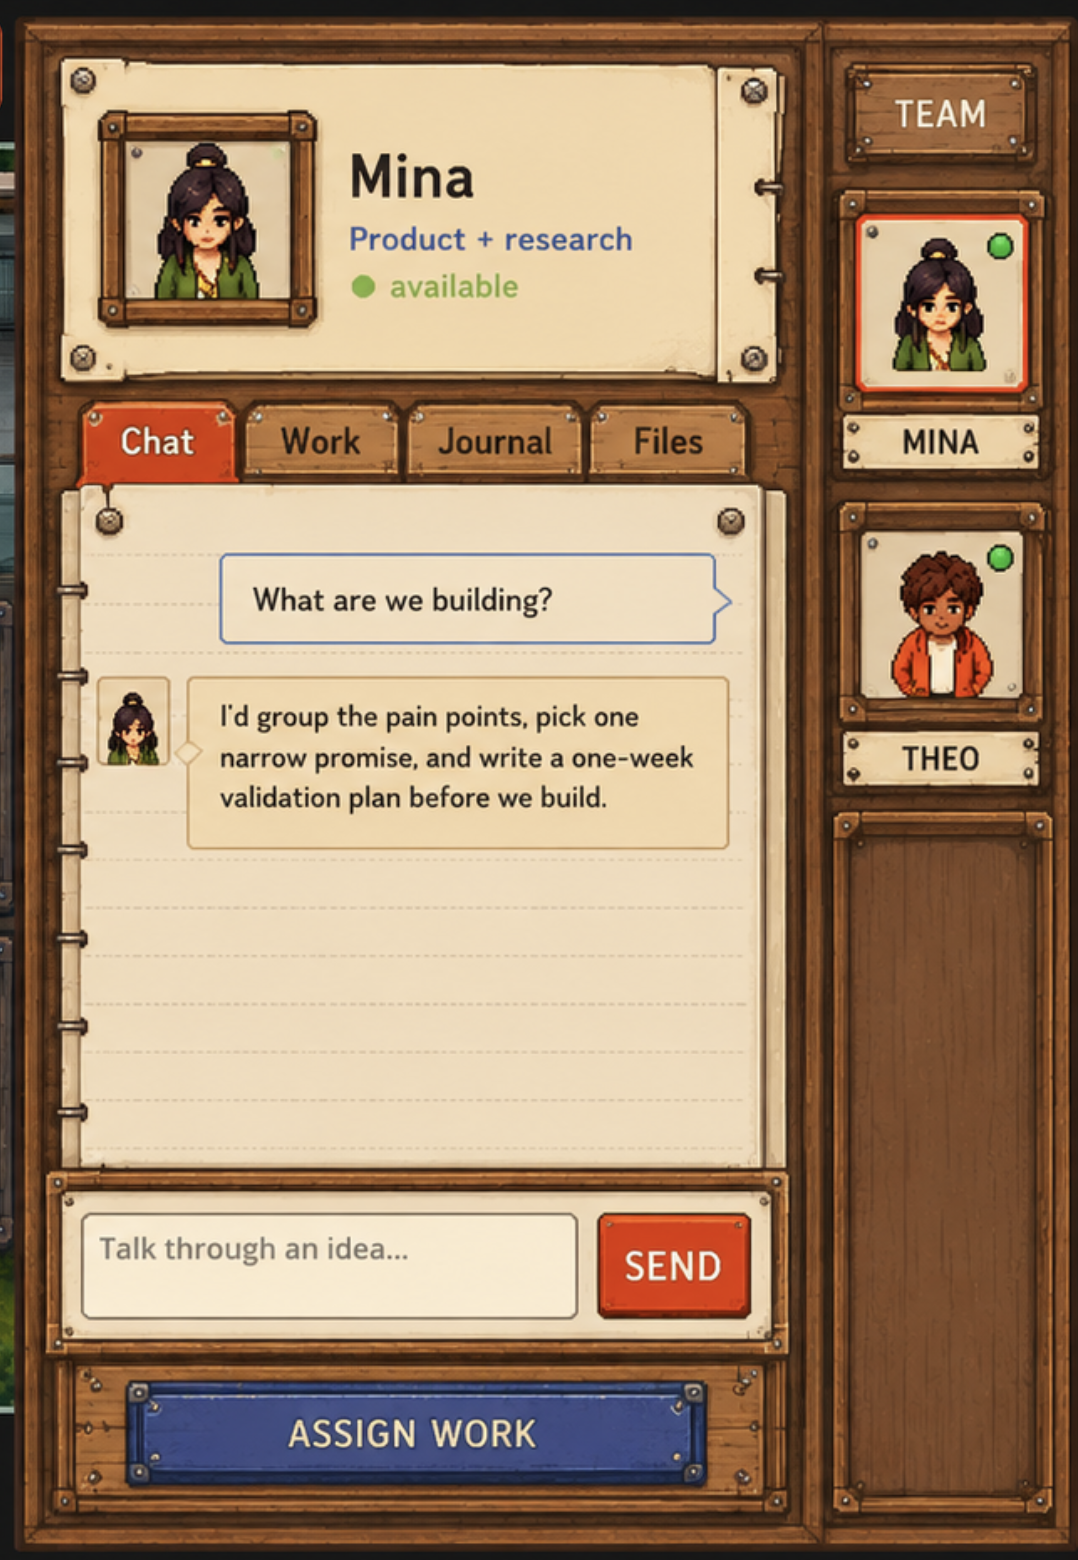 Mina
Product + research
available
Chat
Work
Journal
Files
What are we building?
I'd group the pain points, pick one
narrow promise, and write a one-week
validation plan before we build.
Talk through an idea...
SEND
ASSIGN WORK
TEAM
MINA
THEO